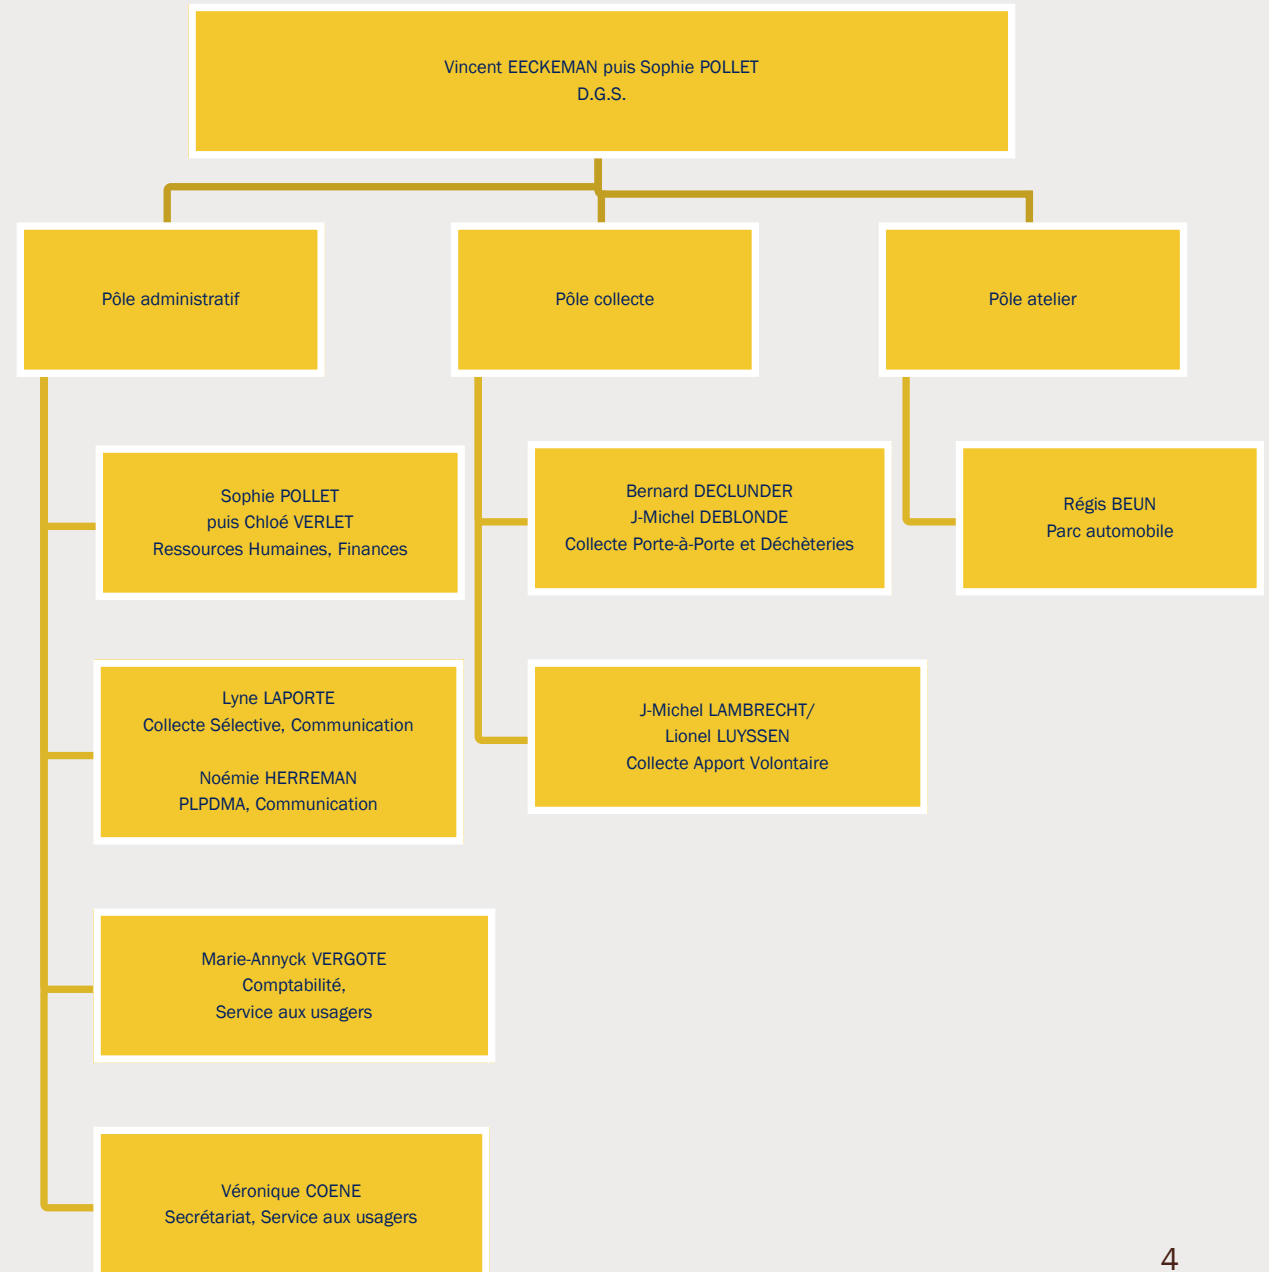 Vincent EECKEMAN puis Sophie POLLET
D.G.S.
Pôle administratif
Pôle collecte
Pôle atelier
Sophie POLLET
puis Chloé VERLET
Ressources Humaines, Finances
Bernard DECLUNDER
J-Michel DEBLONDE
Collecte Porte-à-Porte et Déchèteries
Régis BEUN
Parc automobile
Lyne LAPORTE
Collecte Sélective, Communication
Noémie HERREMAN
PLPDMA, Communication
J-Michel LAMBRECHT/
Lionel LUYSSEN
Collecte Apport Volontaire
Marie-Annyck VERGOTE
Comptabilité,
Service aux usagers
Véronique COENE
Secrétariat, Service aux usagers
4